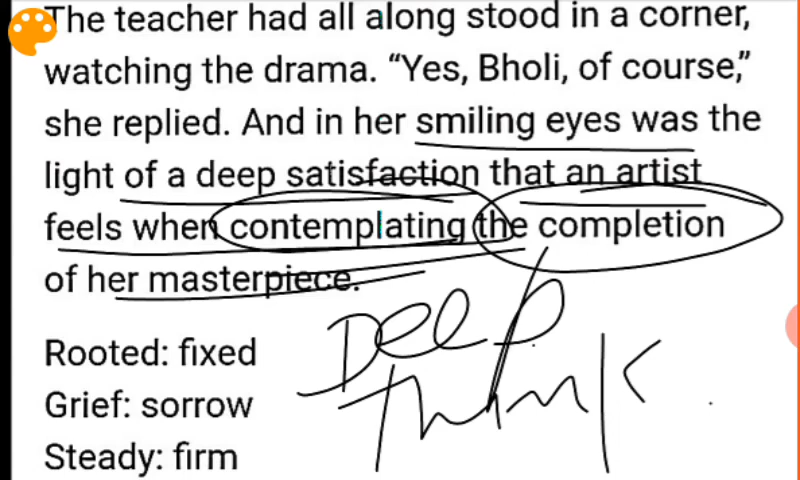 The teacher had all along stood in a corner,
watching the drama. “Yes, Bholi, of course,”
she replied. And in her smiling eyes was the
light of a deep satisfaction that an artist
feels when contemplating the completion
of her masterpiece.
Deep
think
Rooted: fixed
Grief: sorrow
Steady: firm